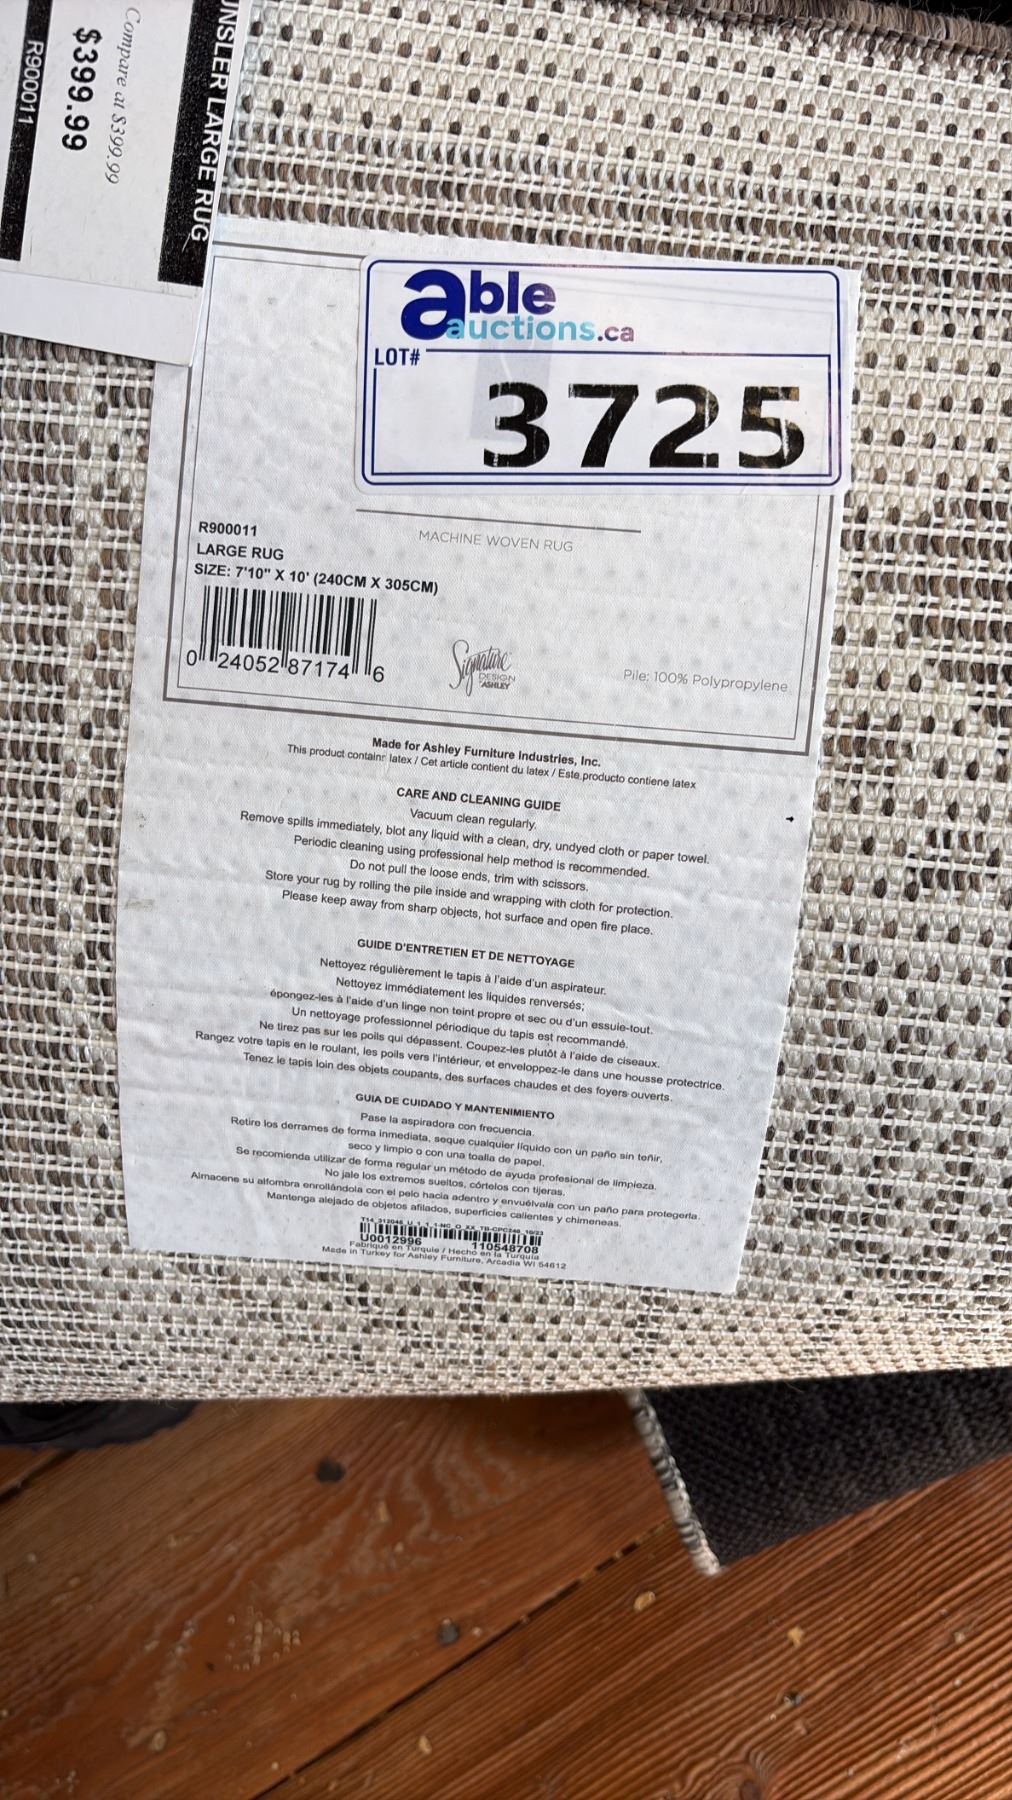 LARGE RUG
Compare at $399.99
$399.99
R900011
able
auctions.ca
LOT#
3725
MACHINE WOVEN RUG
R900011
LARGE RUG
SIZE: 7'10" X 10' (240CM X 305CM)
0 24052 87174 6
Signature
DESIGN
ASHLEY
Pile: 100% Polypropylene
Made for Ashley Furniture Industries, Inc.
This product contains latex / Cet article contient du latex / Este producto contiene latex
CARE AND CLEANING GUIDE
Vacuum clean regularly.
Remove spills immediately, blot any liquid with a clean, dry, undyed cloth or paper towel.
Periodic cleaning using professional help method is recommended.
Do not pull the loose ends, trim with scissors.
Store your rug by rolling the pile inside and wrapping with cloth for protection.
Please keep away from sharp objects, hot surface and open fire place.
GUIDE D'ENTRETIEN ET DE NETTOYAGE
Nettoyez régulièrement le tapis à l'aide d'un aspirateur.
Nettoyez immédiatement les liquides renversés;
épongez-les à l'aide d'un linge non teint propre et sec ou d'un essuie-tout.
Un nettoyage professionnel périodique du tapis est recommandé.
Ne tirez pas sur les poils qui dépassent. Coupez-les plutôt à l'aide de ciseaux.
Rangez votre tapis en le roulant, les poils vers l'intérieur, et enveloppez-le dans une housse protectrice.
Tenez le tapis loin des objets coupants, des surfaces chaudes et des foyers ouverts.
GUIA DE CUIDADO Y MANTENIMIENTO
Pase la aspiradora con frecuencia.
Retire los derrames de forma inmediata, seque cualquier líquido con un paño sin teñir,
seco y limpio o con una toalla de papel.
Se recomienda utilizar de forma regular un método de ayuda profesional de limpieza.
No jale los extremos sueltos, córtelos con tijeras.
Almacene su alfombra enrollándola con el pelo hacia adentro y envuélvala con un paño para protegerla.
Mantenga alejado de objetos afilados, superficies calientes y chimeneas.
U0012996 110548708
Fabriqué en Turquie / Hecho en la Turquía
Made in Turkey for Ashley Furniture, Arcadia WI 54612